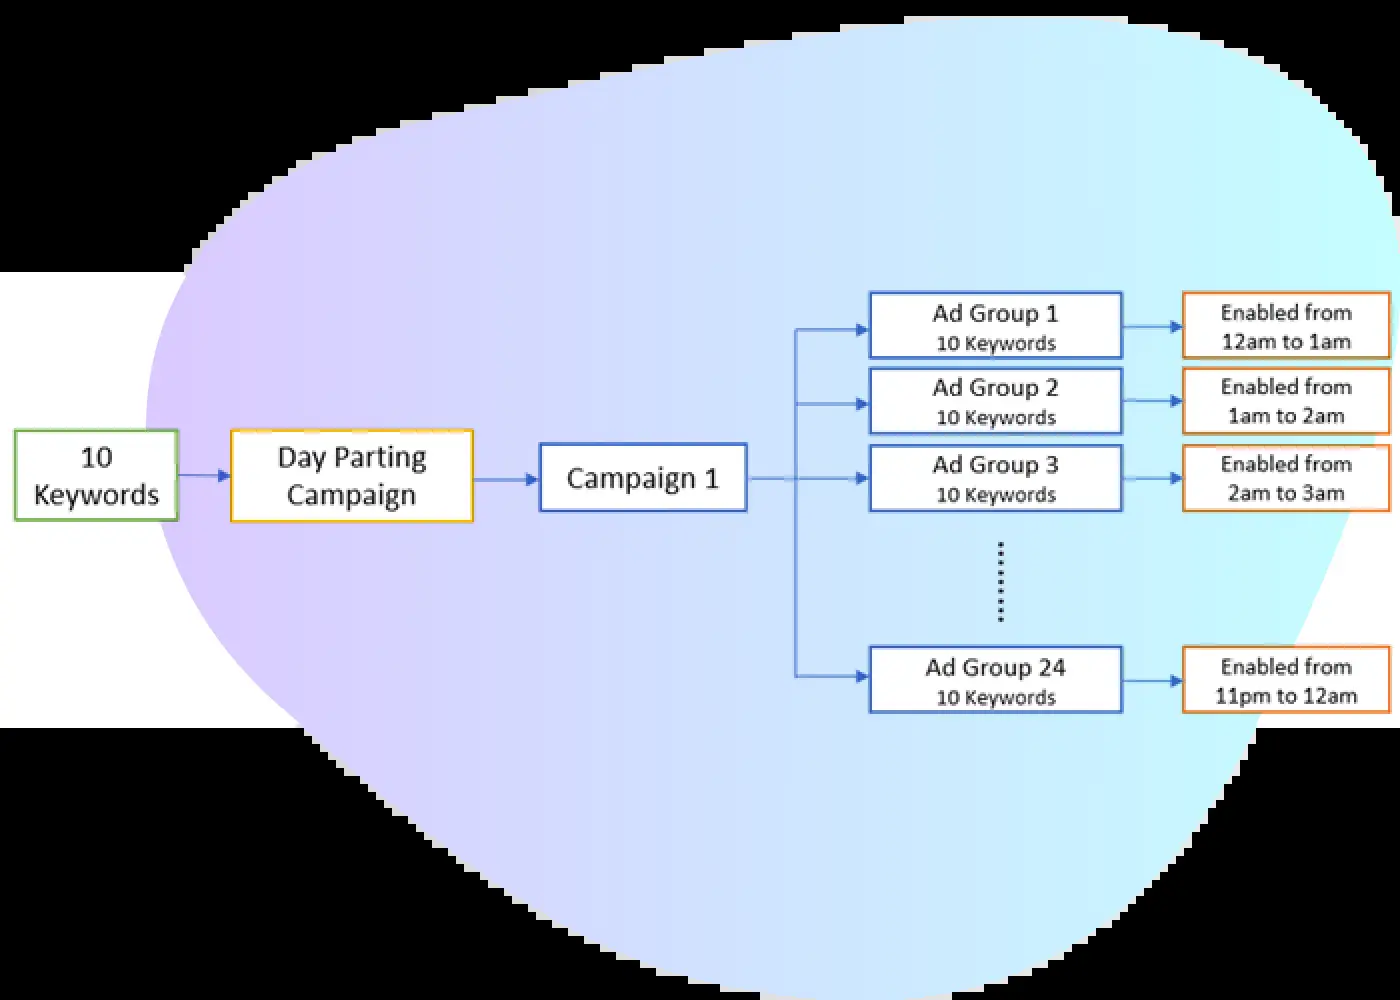 10
Keywords
Day Parting
Campaign
Campaign 1
Ad Group 1
10 Keywords
Enabled from
12am to 1am
Ad Group 2
10 Keywords
Enabled from
1am to 2am
Ad Group 3
10 Keywords
Enabled from
2am to 3am
Ad Group 24
10 Keywords
Enabled from
11pm to 12am